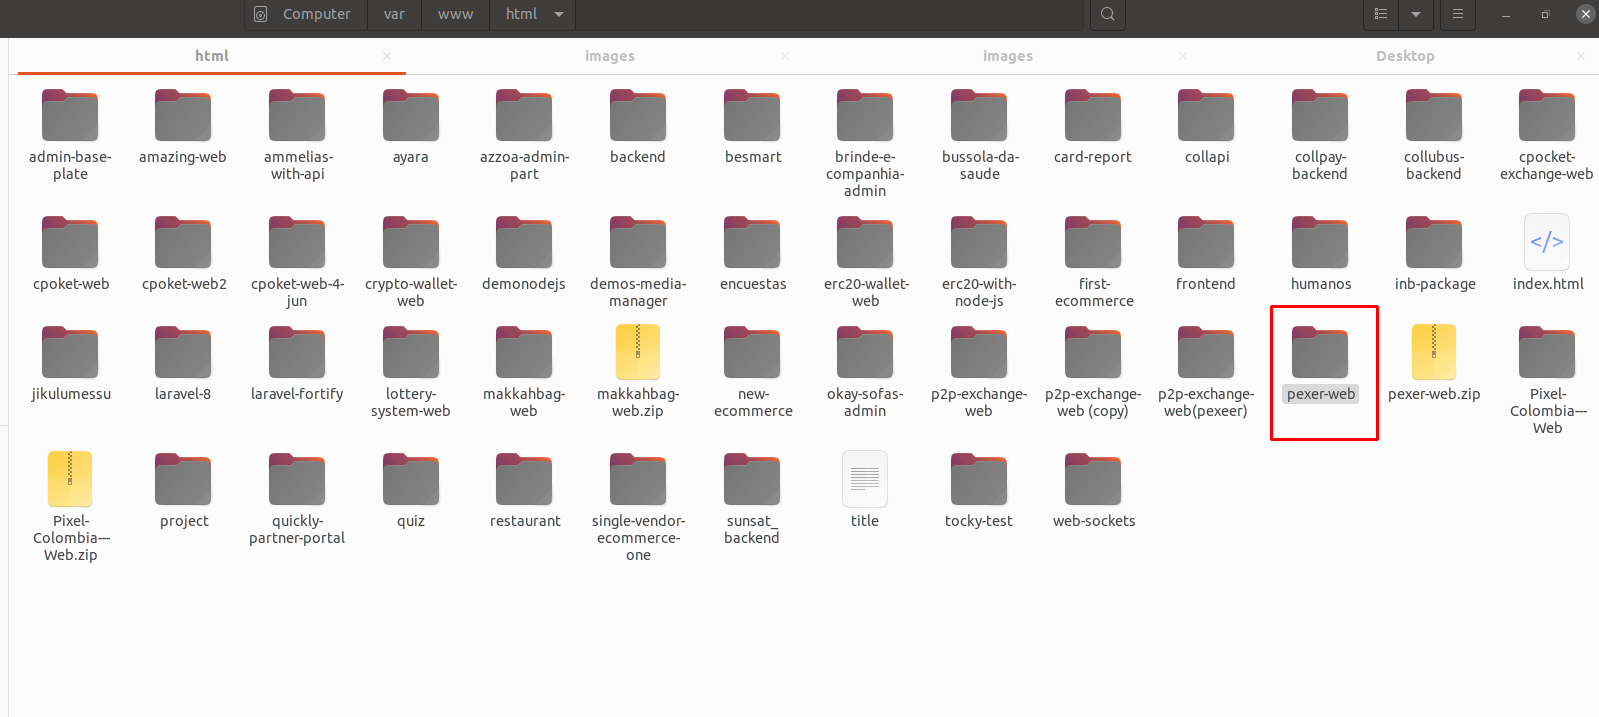 Computer var www html
html images images Desktop
admin-base- amazing-web ammelias- ayara azzoa-admin- backend besmart brinde-e- bussola-da- card-report collapi collpay- collubus- cpocket-
plate with-api part companhia- saude backend backend exchange-web
admin
cpoket-web cpoket-web2 cpoket-web-4- crypto-wallet- demonodejs demos-media- encuestas erc20-wallet- erc20-with- first- frontend humanos inb-package </> index.html
jun web manager web node-js ecommerce
jikulumessu laravel-8 laravel-fortify lottery- makkahbag- makkahbag- new- okay-sofas- p2p-exchange- p2p-exchange- p2p-exchange- pexer-web pexer-web.zip Pixel-
system-web web web.zip ecommerce admin web web (copy) web(pexeer) Colombia---
Web
Pixel- project quickly- quiz restaurant single-vendor- sunsat_ title tocky-test web-sockets
Colombia--- partner-portal ecommerce- backend
Web.zip one